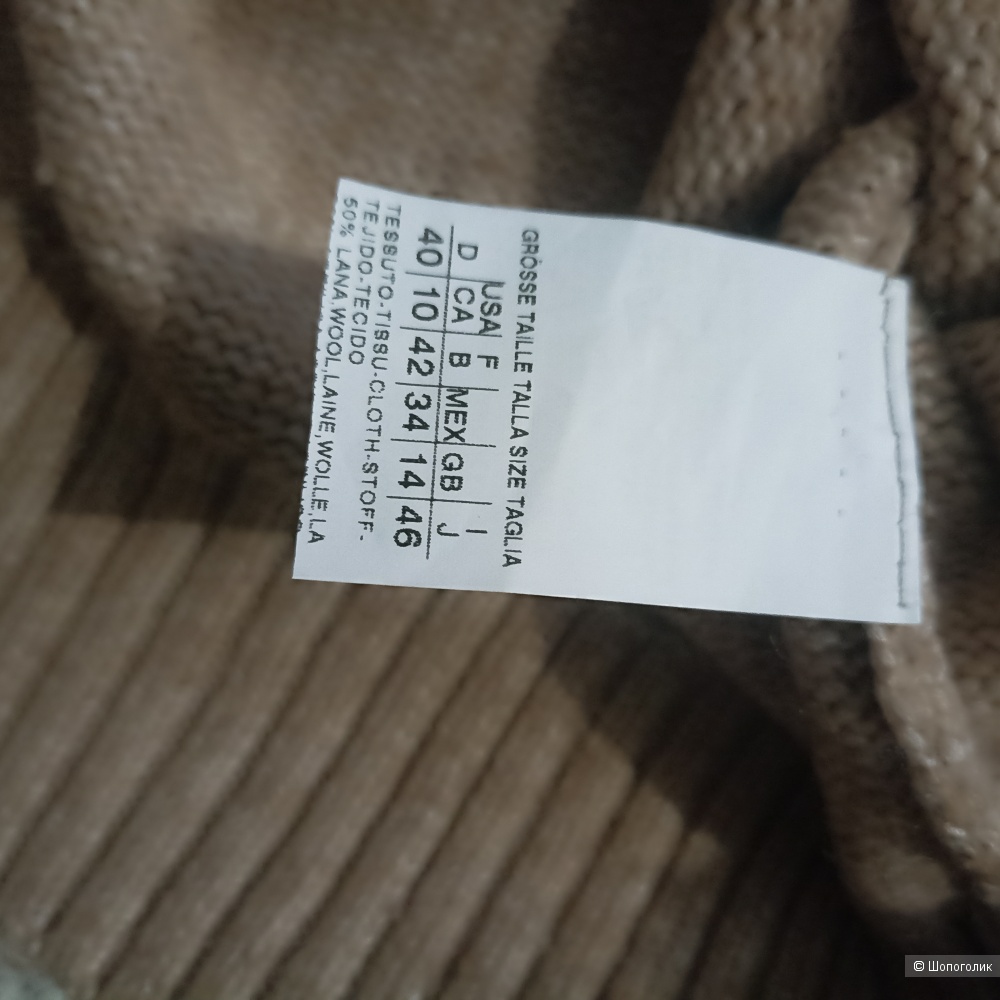 GRÖSSE TAILLE TALLA SIZE TAGLIA
USA F I
D CA B MEX GB J
40 10 42 34 14 46
TESSUTO-TISSU-CLOTH-STOFF-
TEJIDO-TECIDO
50% LANA,WOOL,LAINE,WOLLE,LA
© Шопоголик